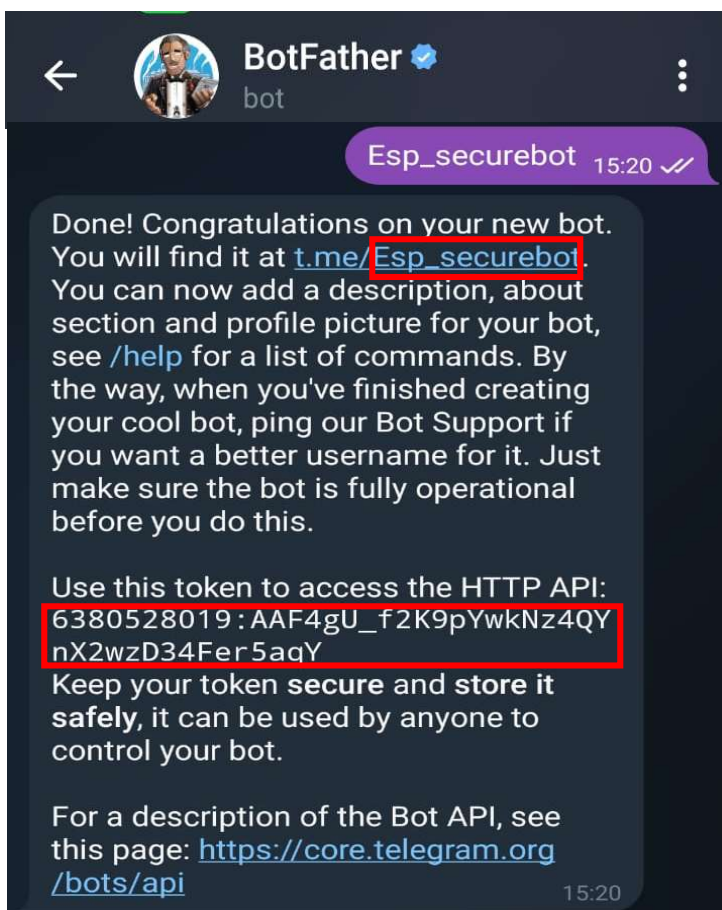 BotFather
bot
Esp_securebot 15:20
Done! Congratulations on your new bot.
You will find it at t.me/Esp_securebot.
You can now add a description, about
section and profile picture for your bot,
see /help for a list of commands. By
the way, when you've finished creating
your cool bot, ping our Bot Support if
you want a better username for it. Just
make sure the bot is fully operational
before you do this.
Use this token to access the HTTP API:
6380528019:AAF4gU_f2K9pYwkNz4QY
nX2wzD34Fer5aqY
Keep your token secure and store it
safely, it can be used by anyone to
control your bot.
For a description of the Bot API, see
this page: https://core.telegram.org
/bots/api 15:20